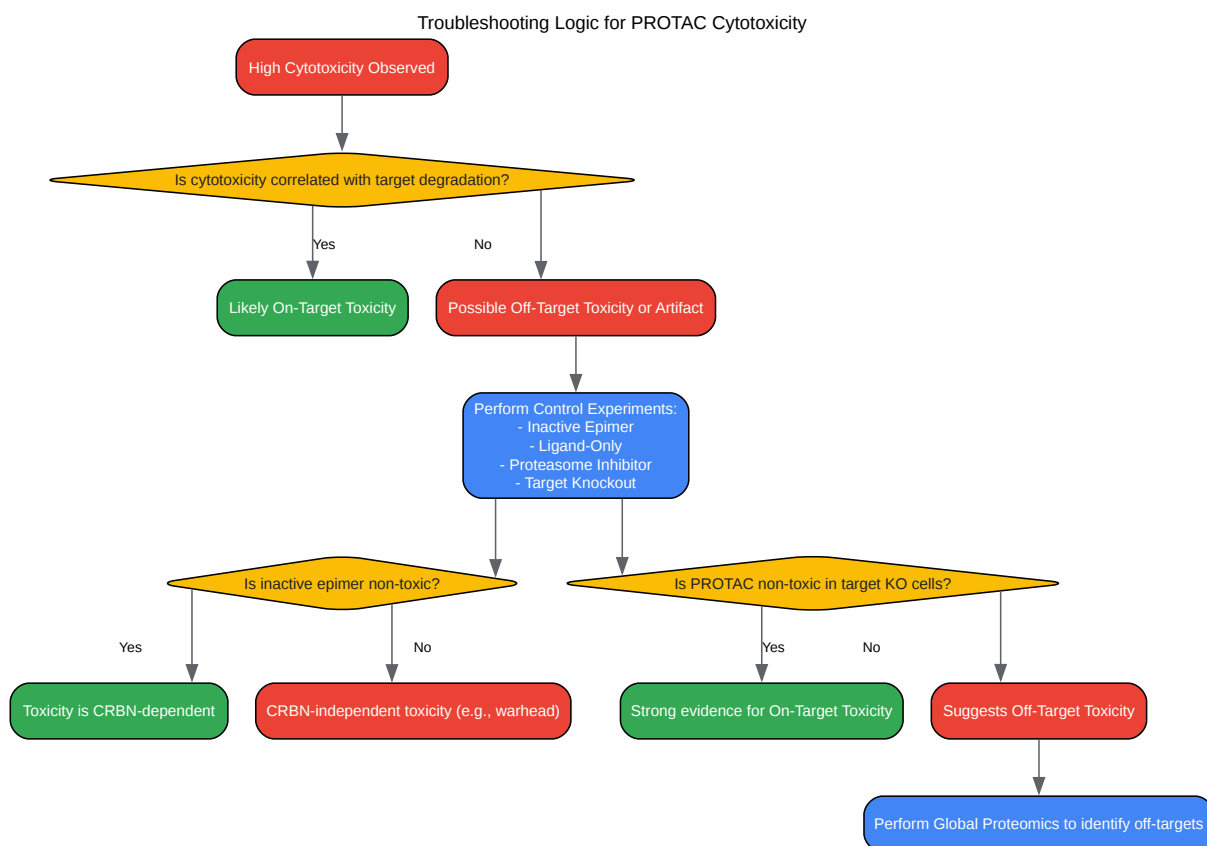 Troubleshooting Logic for PROTAC Cytotoxicity
High Cytotoxicity Observed
Is cytotoxicity correlated with target degradation?
Yes
No
Likely On-Target Toxicity
Possible Off-Target Toxicity or Artifact
Perform Control Experiments:
- Inactive Epimer
- Ligand-Only
- Proteasome Inhibitor
- Target Knockout
Is inactive epimer non-toxic?
Is PROTAC non-toxic in target KO cells?
Yes
No
Yes
No
Toxicity is CRBN-dependent
CRBN-independent toxicity (e.g., warhead)
Strong evidence for On-Target Toxicity
Suggests Off-Target Toxicity
Perform Global Proteomics to identify off-targets